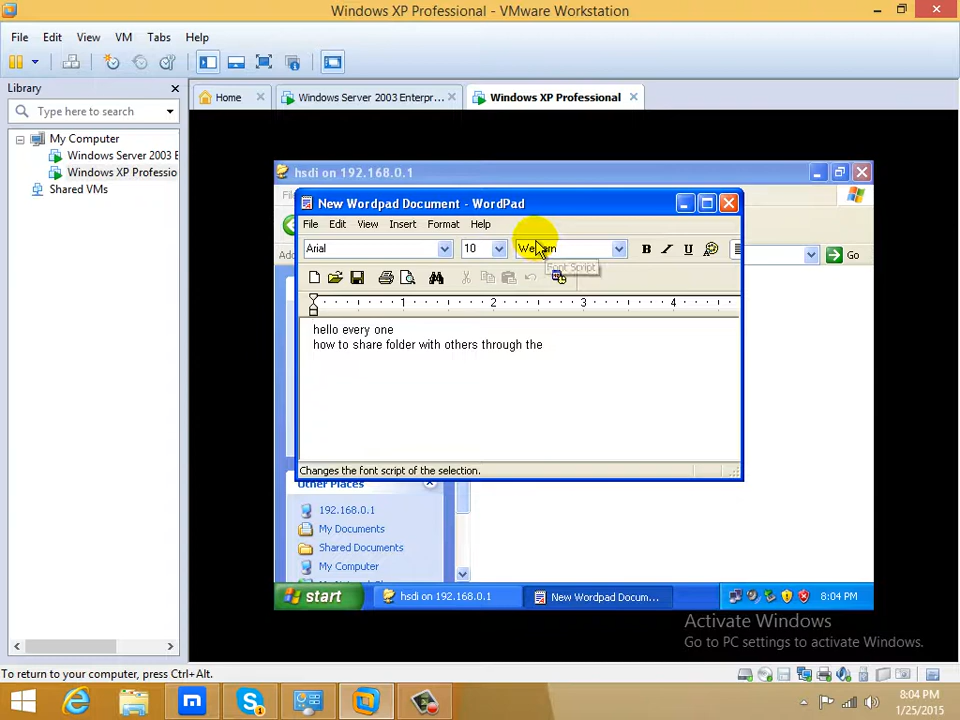 Windows XP Professional - VMware Workstation
File Edit View VM Tabs Help
Library
Type here to search
My Computer
Windows Server 2003 E
Windows XP Professio
Shared VMs
Home
Windows Server 2003 Enterpr...
Windows XP Professional
hsdi on 192.168.0.1
Go
New Wordpad Document - WordPad
File Edit View Insert Format Help
Arial 10
B I U
Font Script
1 2 3 4
hello every one
how to share folder with others through the
Changes the font script of the selection.
Other Places
192.168.0.1
My Documents
Shared Documents
My Computer
start
hsdi on 192.168.0.1
New Wordpad Docum...
8:04 PM
Activate Windows
Go to PC settings to activate Windows.
To return to your computer, press Ctrl+Alt.
8:04 PM
1/25/2015